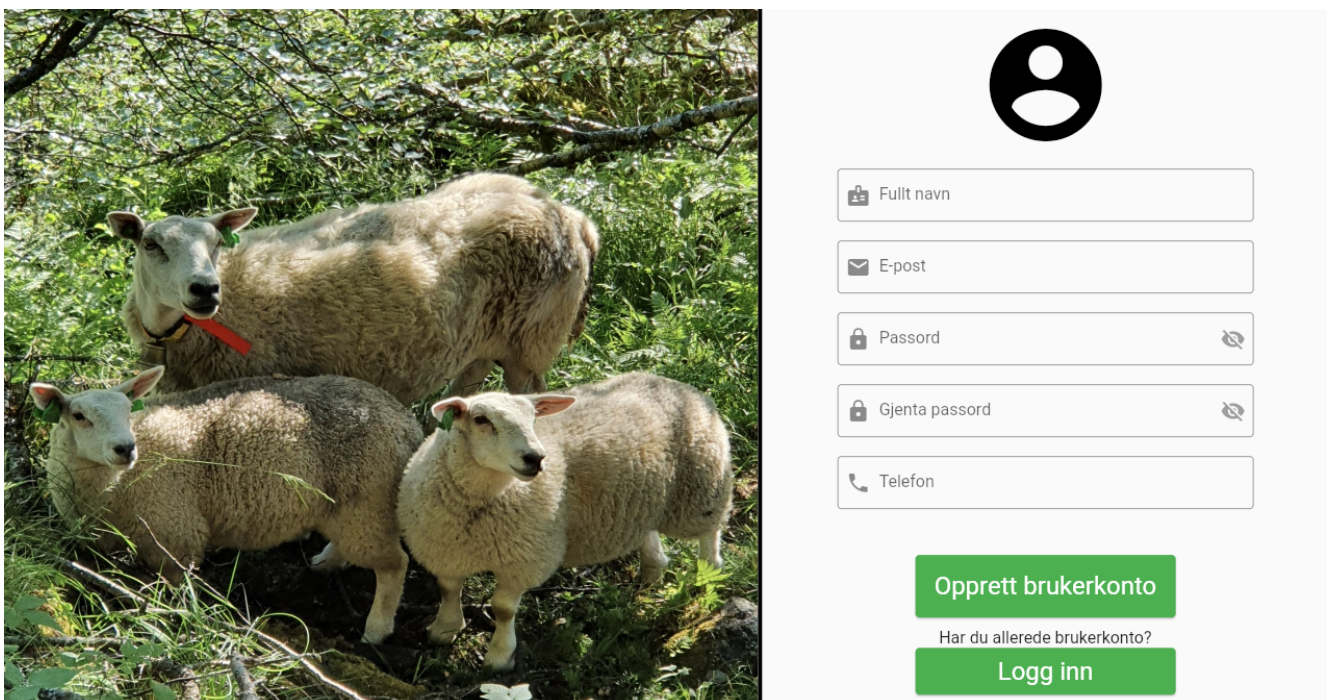 Fullt navn
E-post
Passord
Gjenta passord
Telefon
Opprett brukerkonto
Har du allerede brukerkonto?
Logg inn